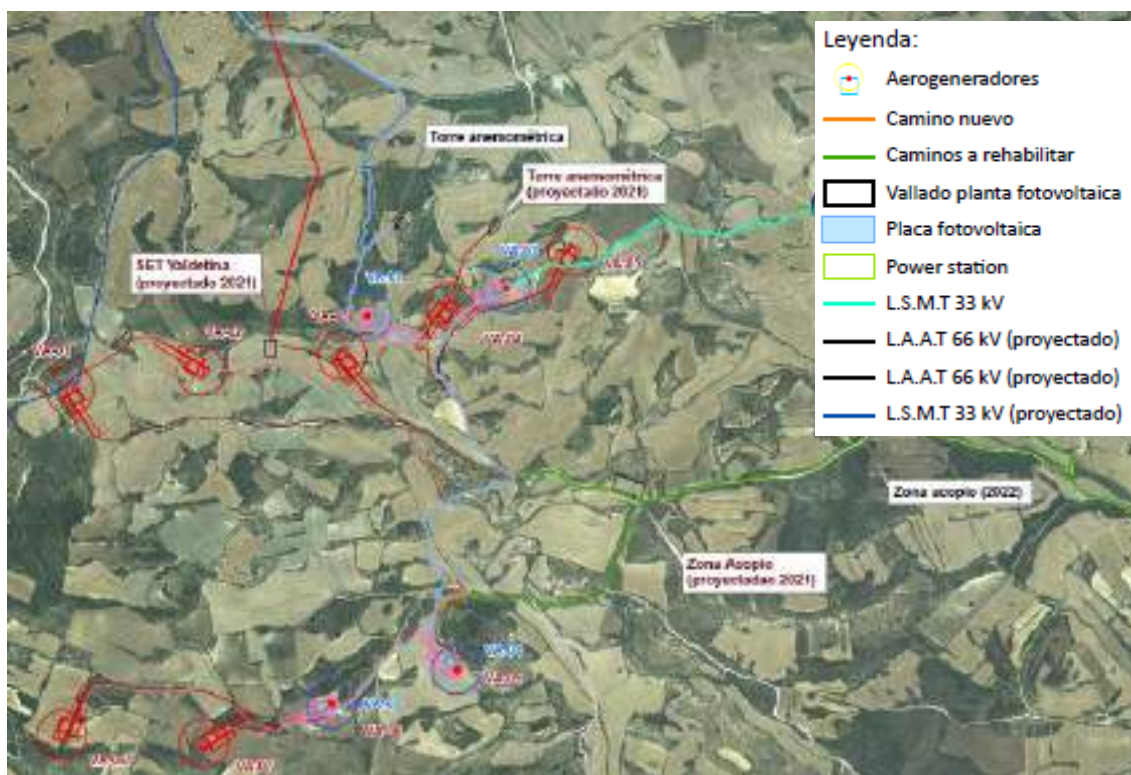 Leyenda:
Aerogeneradores
Camino nuevo
Caminos a rehabilitar
Vallado planta fotovoltaica
Placa fotovoltaica
Power station
L.S.M.T 33 kV
L.A.A.T 66 kV (proyectado)
L.A.A.T 66 kV (proyectado)
L.S.M.T 33 kV (proyectado)
Torre anemométrica
Torre anemométrica
(proyectado 2021)
SET Valdetina
(proyectado 2021)
Zona acopio (2022)
Zona Acopio
(proyectadao 2021)